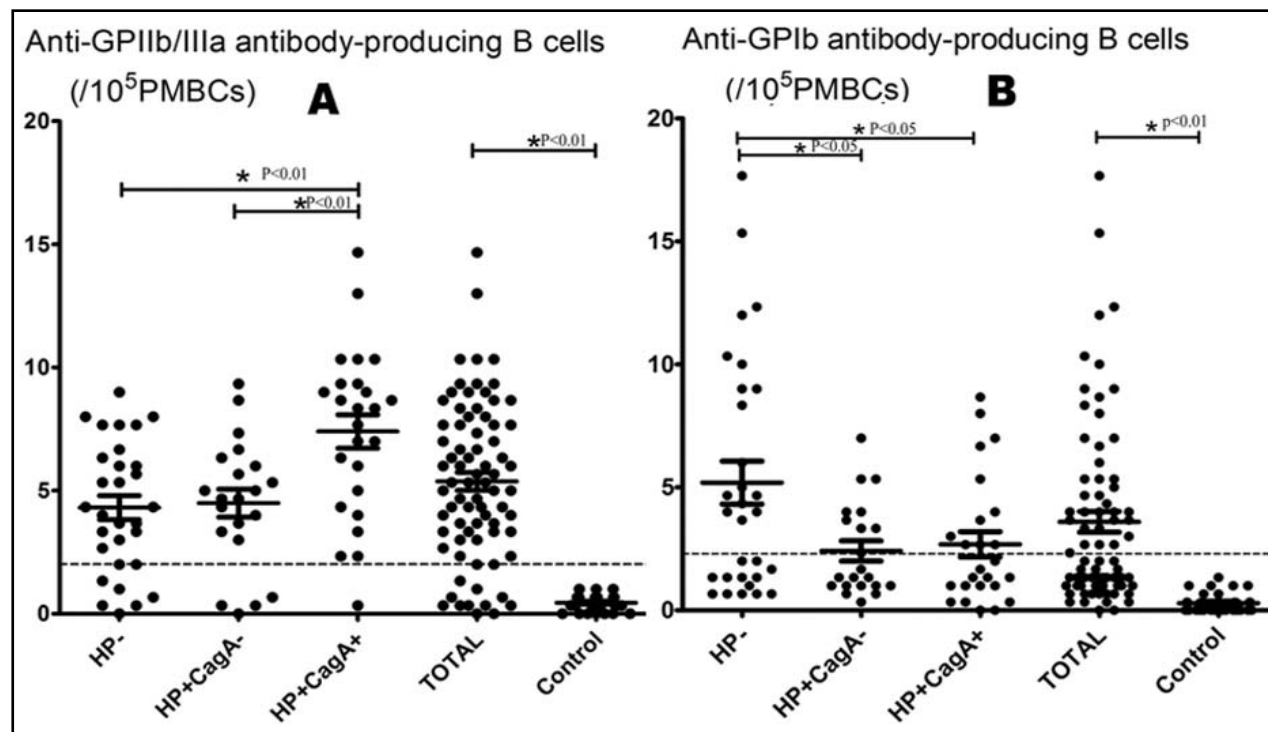 Anti-GPIIb/IIIa antibody-producing B cells
(/10⁵PMBCs)
A
20
15
10
5
0
* P<0.01
*P<0.01
*P<0.01
HP-
HP+CagA-
HP+CagA+
TOTAL
Control
Anti-GPIb antibody-producing B cells
(/10⁵PMBCs)
B
20
15
10
5
0
* P<0.05
* P<0.05
* p<0.01
HP-
HP+CagA-
HP+CagA+
TOTAL
Control